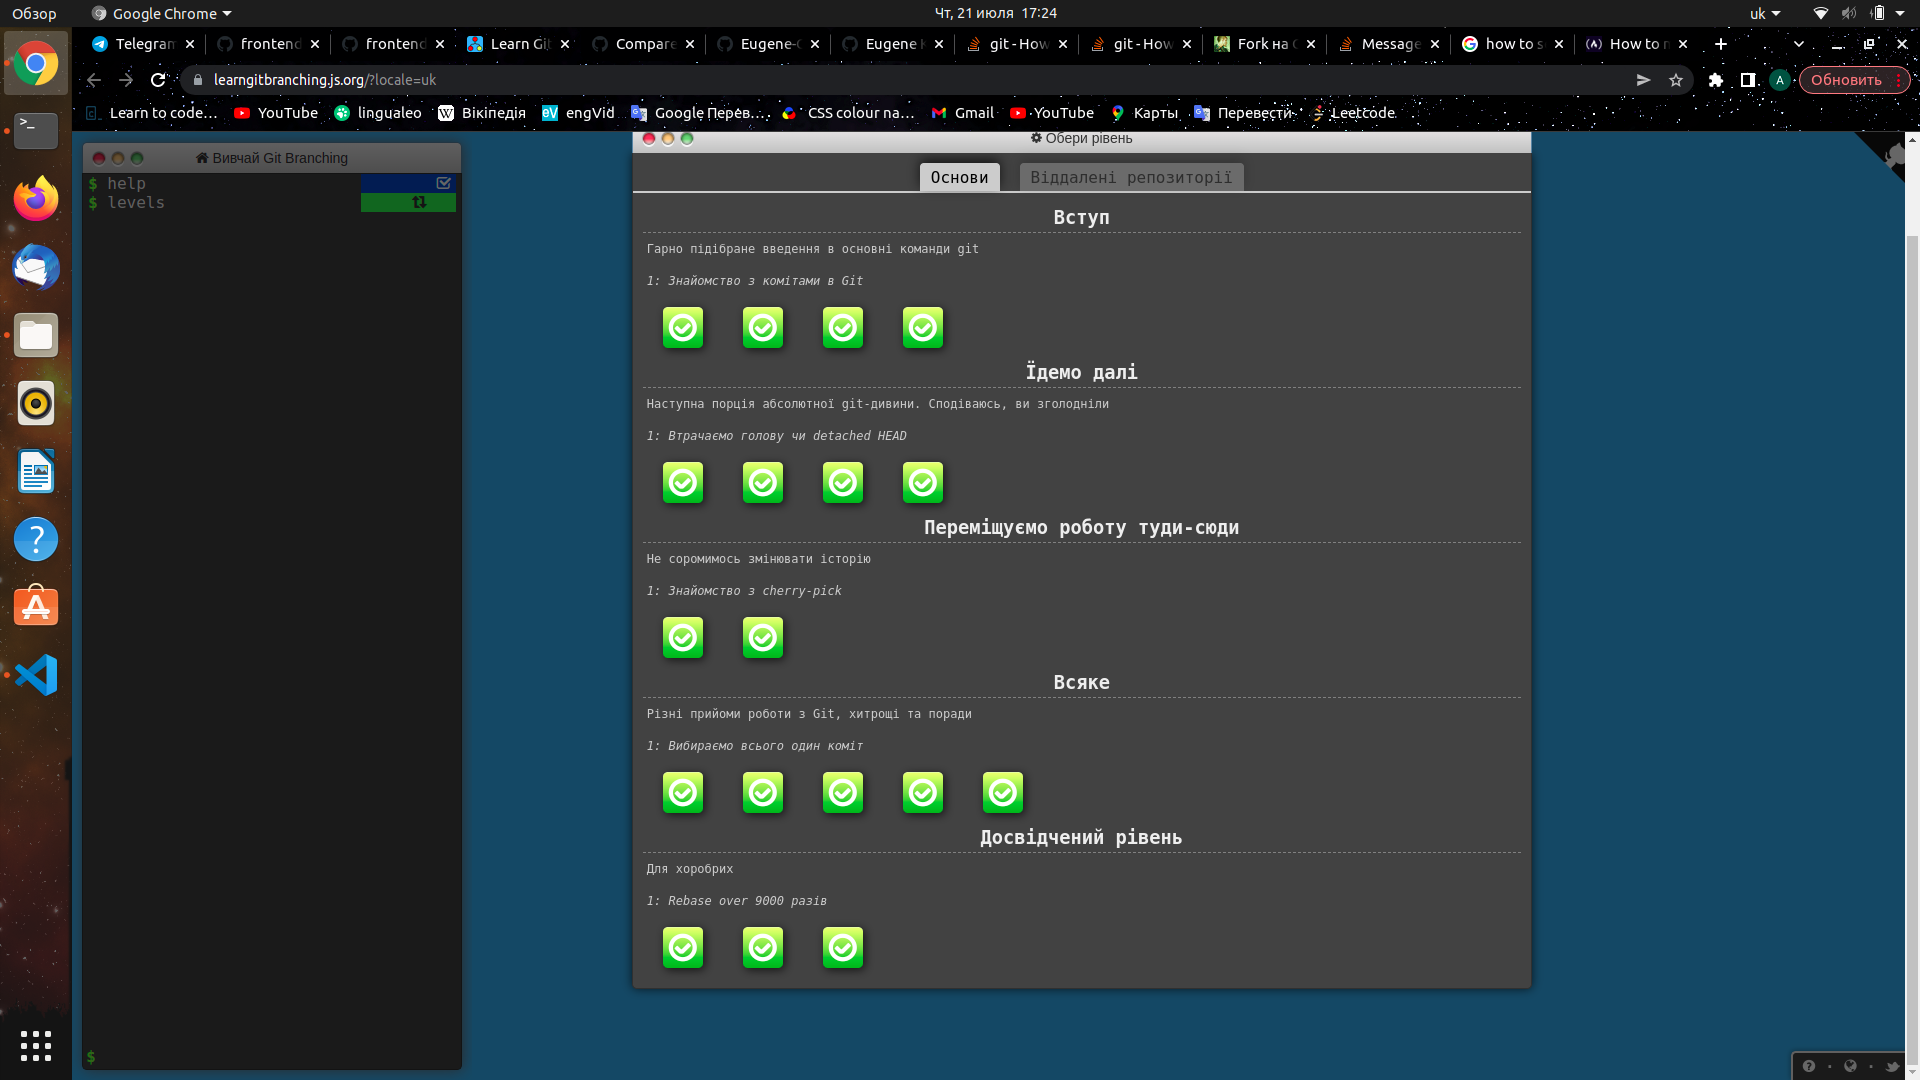 Обзор
Google Chrome
Чт, 21 июля 17:24
uk
Telegram
frontend
frontend
Learn Gi
Compare
Eugene-
Eugene
git - How
git - How
Fork на
Message
how to s
How to
learngitbranching.js.org/?locale=uk
A
Обновить
Learn to code...
YouTube
lingualeo
Вікіпедія
engVid
Google Перев...
CSS colour na...
Gmail
YouTube
Карты
Перевести
Leetcode
Вивчай Git Branching
$ help
$ levels
$
Обери рівень
Основи
Віддалені репозиторії
Вступ
Гарно підібране введення в основні команди git
1: Знайомство з комітами в Git
Їдемо далі
Наступна порція абсолютної git-дивини. Сподіваюсь, ви зголодніли
1: Втрачаємо голову чи detached HEAD
Переміщуємо роботу туди-сюди
Не соромимось змінювати історію
1: Знайомство з cherry-pick
Всяке
Різні прийоми роботи з Git, хитрощі та поради
1: Вибираємо всього один коміт
Досвідчений рівень
Для хоробрих
1: Rebase over 9000 разів